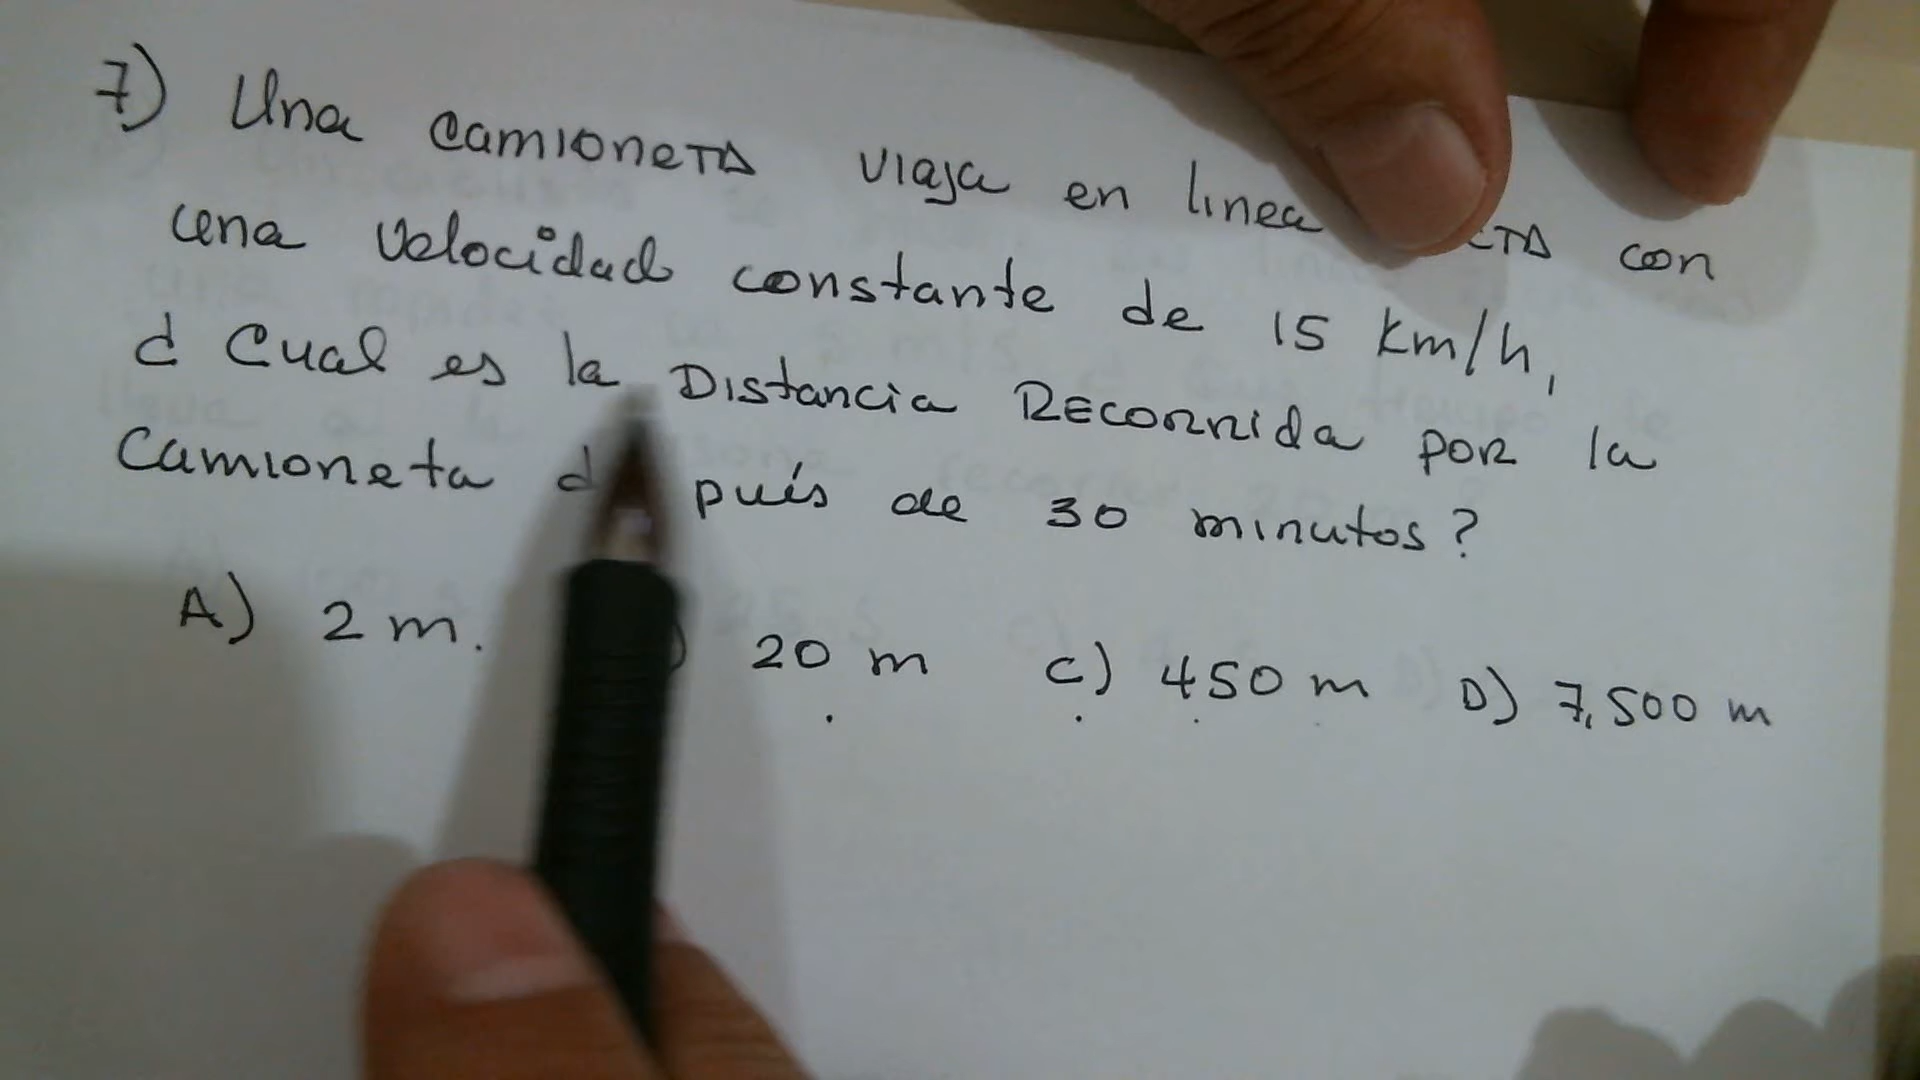 7) Una camioneta viaja en linea con
una velocidad constante de 15 km/h,
¿ Cual es la Distancia Recorrida por la
Camioneta de 30 minutos?
A) 2 m. 20 m C) 450 m D) 7,500 m